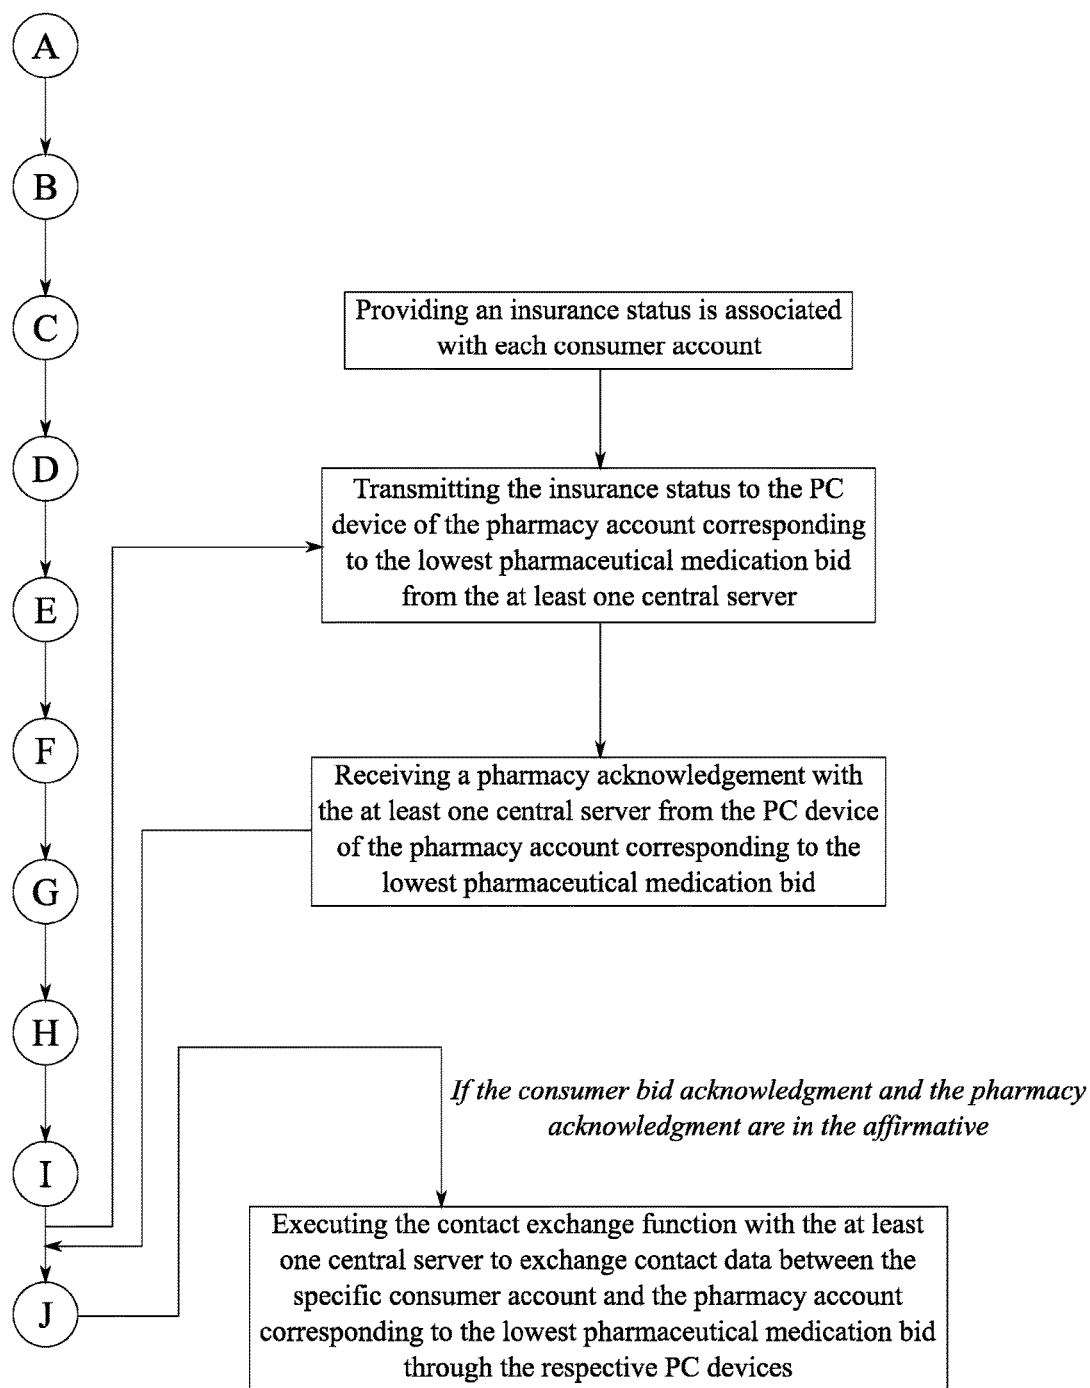 A
B
C
D
E
F
G
H
I
J
Providing an insurance status is associated
with each consumer account
Transmitting the insurance status to the PC
device of the pharmacy account corresponding
to the lowest pharmaceutical medication bid
from the at least one central server
Receiving a pharmacy acknowledgement with
the at least one central server from the PC device
of the pharmacy account corresponding to the
lowest pharmaceutical medication bid
If the consumer bid acknowledgment and the pharmacy
acknowledgment are in the affirmative
Executing the contact exchange function with the at least
one central server to exchange contact data between the
specific consumer account and the pharmacy account
corresponding to the lowest pharmaceutical medication bid
through the respective PC devices